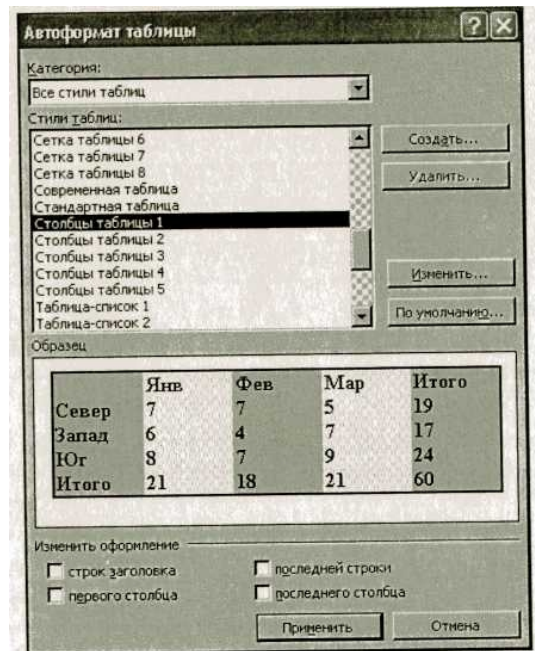 Автоформат таблицы
Категория:
Все стили таблиц
Стили таблиц:
Сетка таблицы 6
Сетка таблицы 7
Сетка таблицы 8
Современная таблица
Стандартная таблица
Столбцы таблицы 1
Столбцы таблицы 2
Столбцы таблицы 3
Столбцы таблицы 4
Столбцы таблицы 5
Таблица-список 1
Таблица-список 2
Создать...
Удалить...
Изменить...
По умолчанию...
Образец
Янв Фев Мар Итого
Север 7 7 5 19
Запад 6 4 7 17
Юг 8 7 9 24
Итого 21 18 21 60
Изменить оформление
строк заголовка
последней строки
первого столбца
последнего столбца
Применить
Отмена